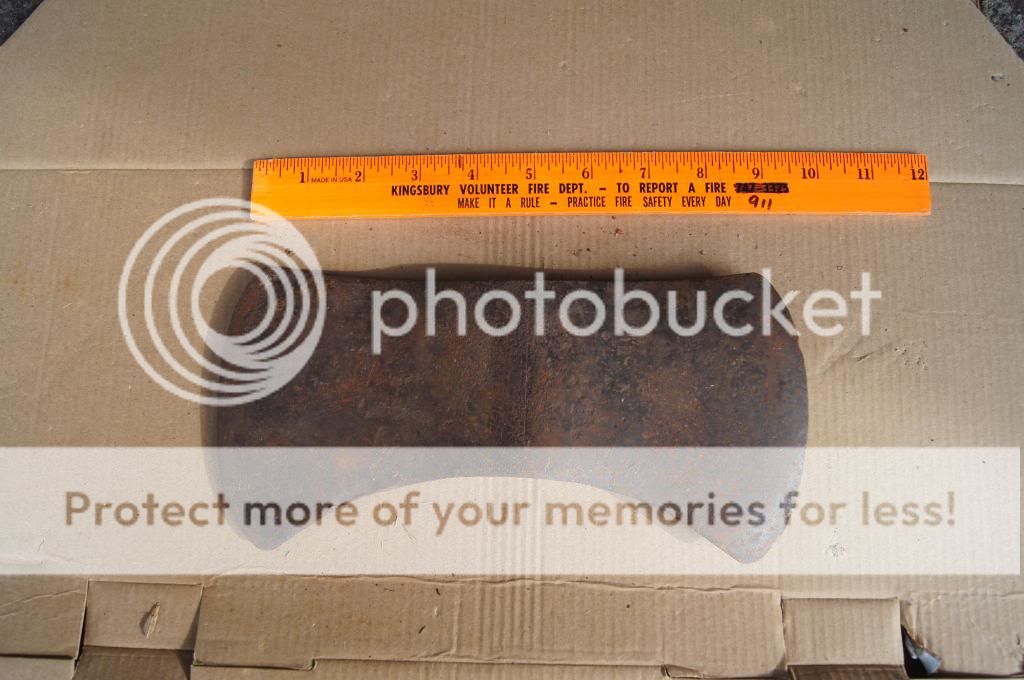 1 MADE IN USA 2 3 4 5 6 7 8 9 10 11 12
KINGSBURY VOLUNTEER FIRE DEPT. – TO REPORT A FIRE 747-3375
MAKE IT A RULE – PRACTICE FIRE SAFETY EVERY DAY 911
photobucket
Protect more of your memories for less!